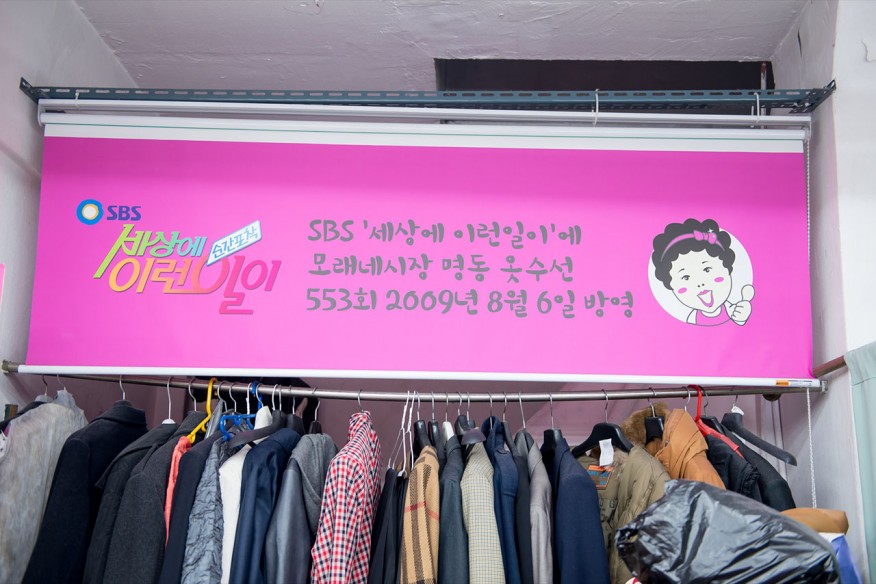 SBS
순간포착
세상에
이런일이
SBS '세상에 이런일이'에
모래네시장 명동 옷수선
553회 2009년 8월 6일 방영